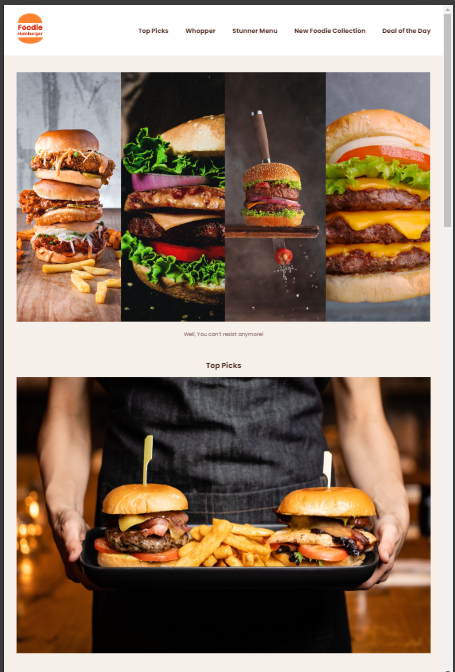 Foodie
Hamburger
Top Picks
Whopper
Stunner Menu
New Foodie Collection
Deal of the Day
Well, You can't resist anymore!
Top Picks